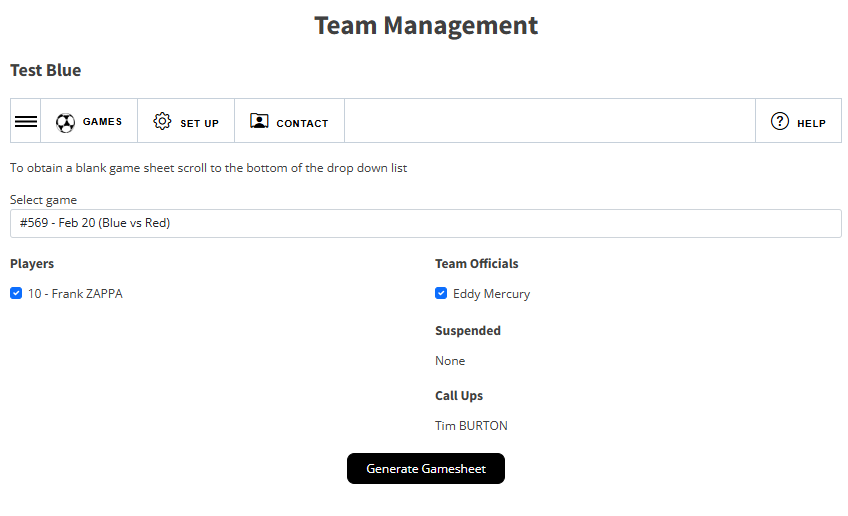 Team Management
Test Blue
GAMES SET UP CONTACT HELP
To obtain a blank game sheet scroll to the bottom of the drop down list
Select game
#569 - Feb 20 (Blue vs Red)
Players
10 - Frank ZAPPA
Team Officials
Eddy Mercury
Suspended
None
Call Ups
Tim BURTON
Generate Gamesheet